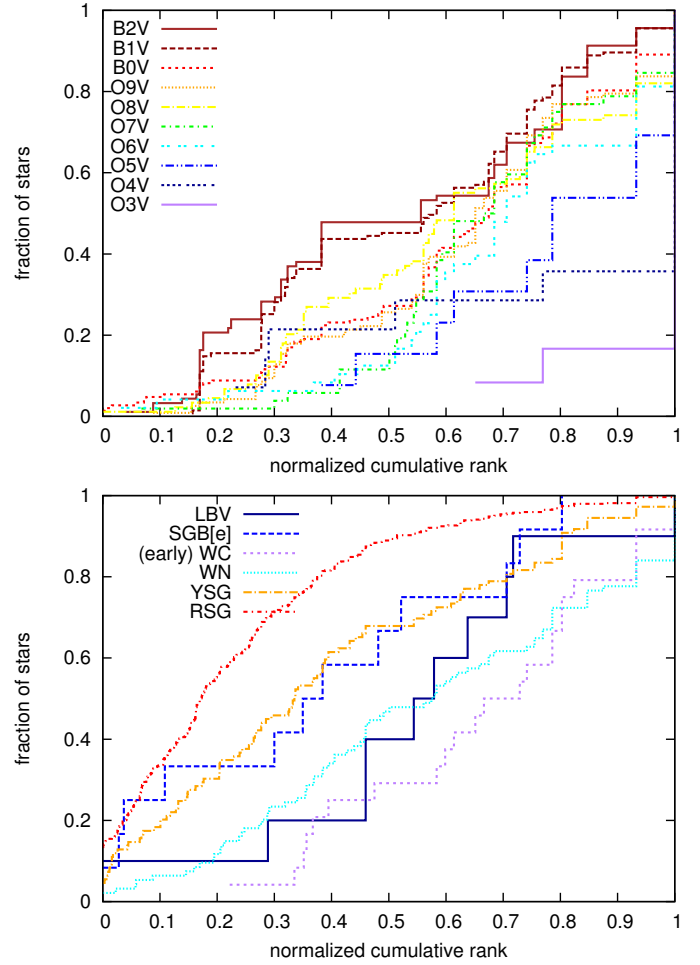 B2V
B1V
B0V
O9V
O8V
O7V
O6V
O5V
O4V
O3V
fraction of stars
1
0.8
0.6
0.4
0.2
0
0 0.1 0.2 0.3 0.4 0.5 0.6 0.7 0.8 0.9 1
normalized cumulative rank
LBV
SGB[e]
(early) WC
WN
YSG
RSG
fraction of stars
1
0.8
0.6
0.4
0.2
0
0 0.1 0.2 0.3 0.4 0.5 0.6 0.7 0.8 0.9 1
normalized cumulative rank